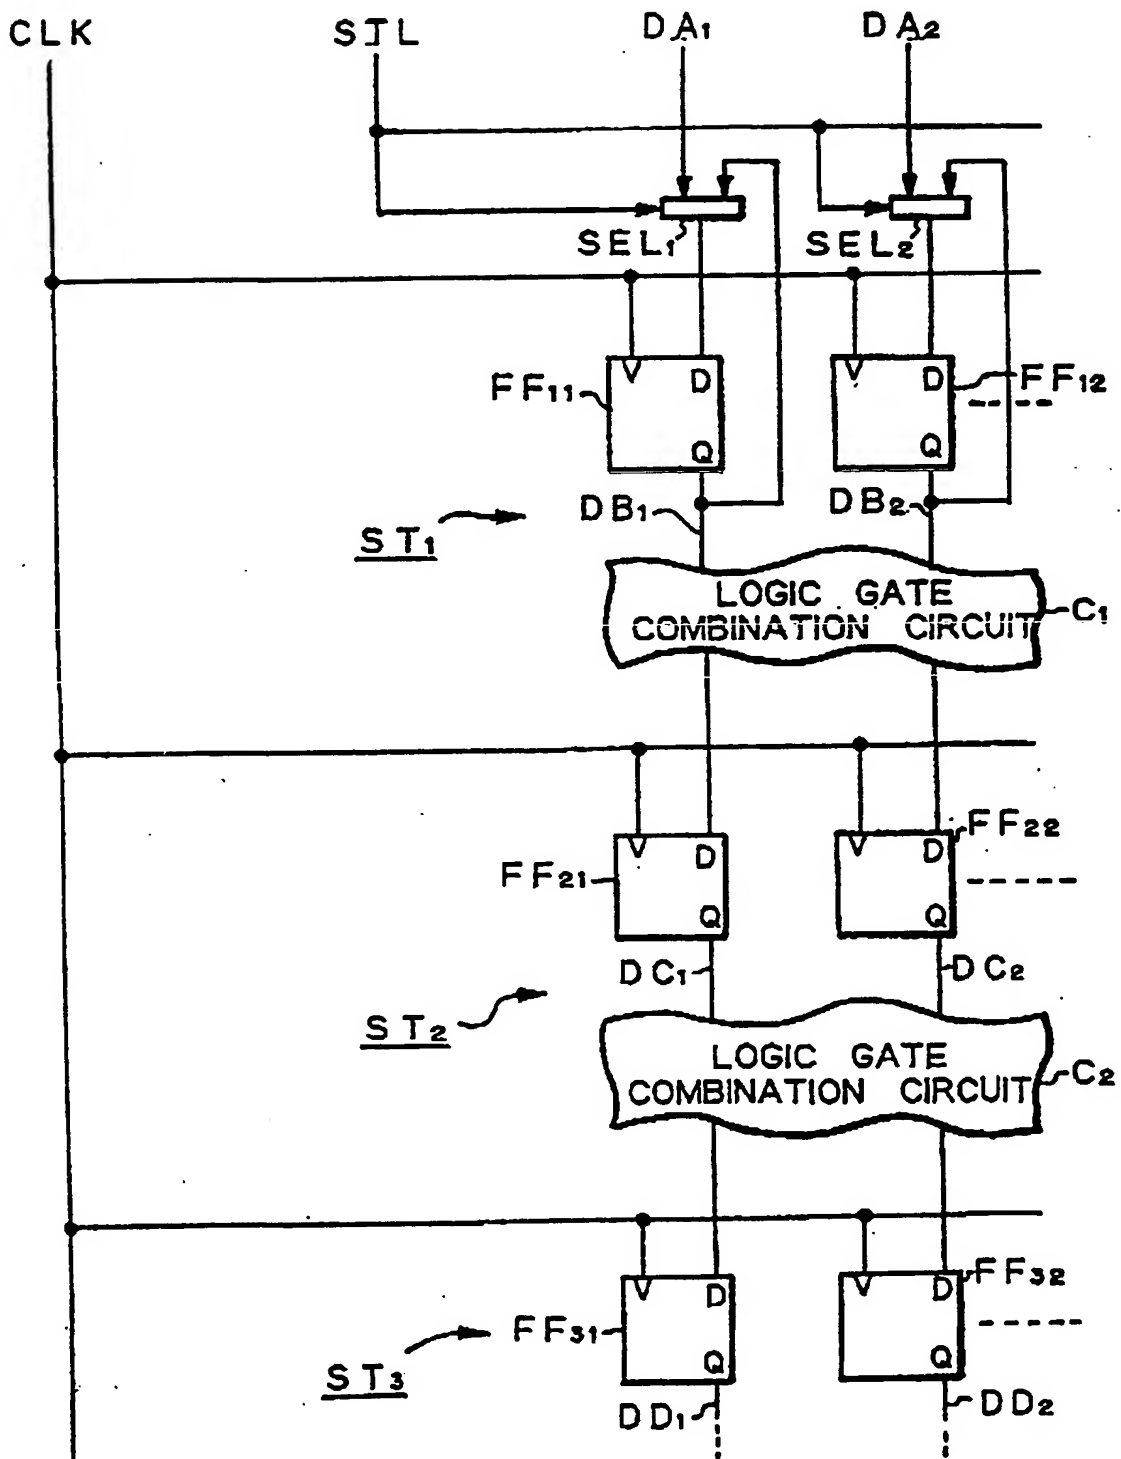 CLK STL DA1 DA2
SEL1 SEL2
V D V D
FF11 FF12
Q Q
DB1 DB2
ST1
LOGIC GATE
COMBINATION CIRCUIT
C1
FF22
V D V D
FF21
Q Q
DC1 DC2
ST2
LOGIC GATE
COMBINATION CIRCUIT
C2
FF32
V D V D
FF31
Q Q
ST3
DD1 DD2